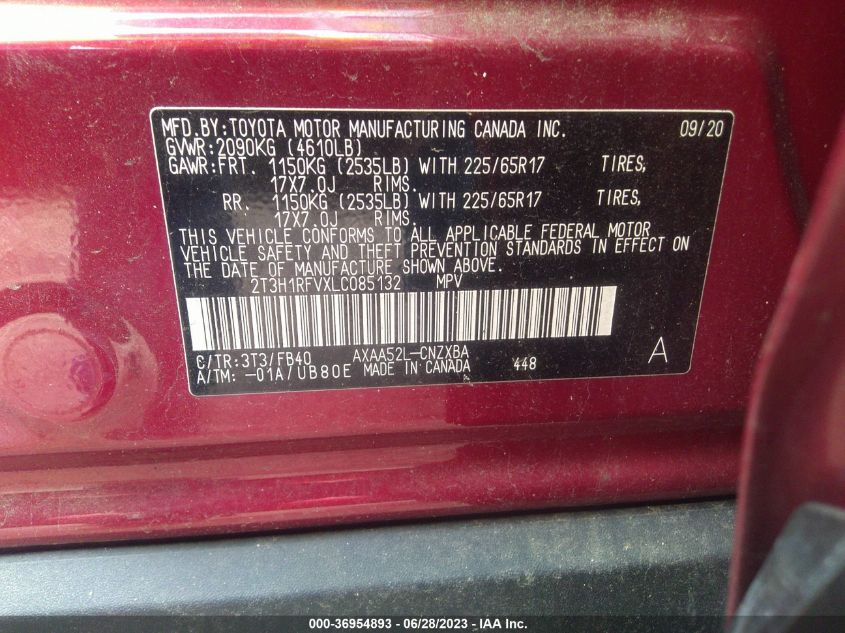 MFD.BY:TOYOTA MOTOR MANUFACTURING CANADA INC. 09/20
GVWR:2090KG (4610LB)
GAWR:FRT. 1150KG (2535LB) WITH 225/65R17 TIRES,
17X7.0J RIMS.
RR. 1150KG (2535LB) WITH 225/65R17 TIRES,
17X7.0J RIMS.
THIS VEHICLE CONFORMS TO ALL APPLICABLE FEDERAL MOTOR
VEHICLE SAFETY AND THEFT PREVENTION STANDARDS IN EFFECT ON
THE DATE OF MANUFACTURE SHOWN ABOVE.
2T3H1RFVXLC085132 MPV
C/TR:3T3/FB40 AXAA52L-CNZXBA A
A/TM: -01A/UB80E MADE IN CANADA 448
000-36954893 - 06/28/2023 - IAA Inc.